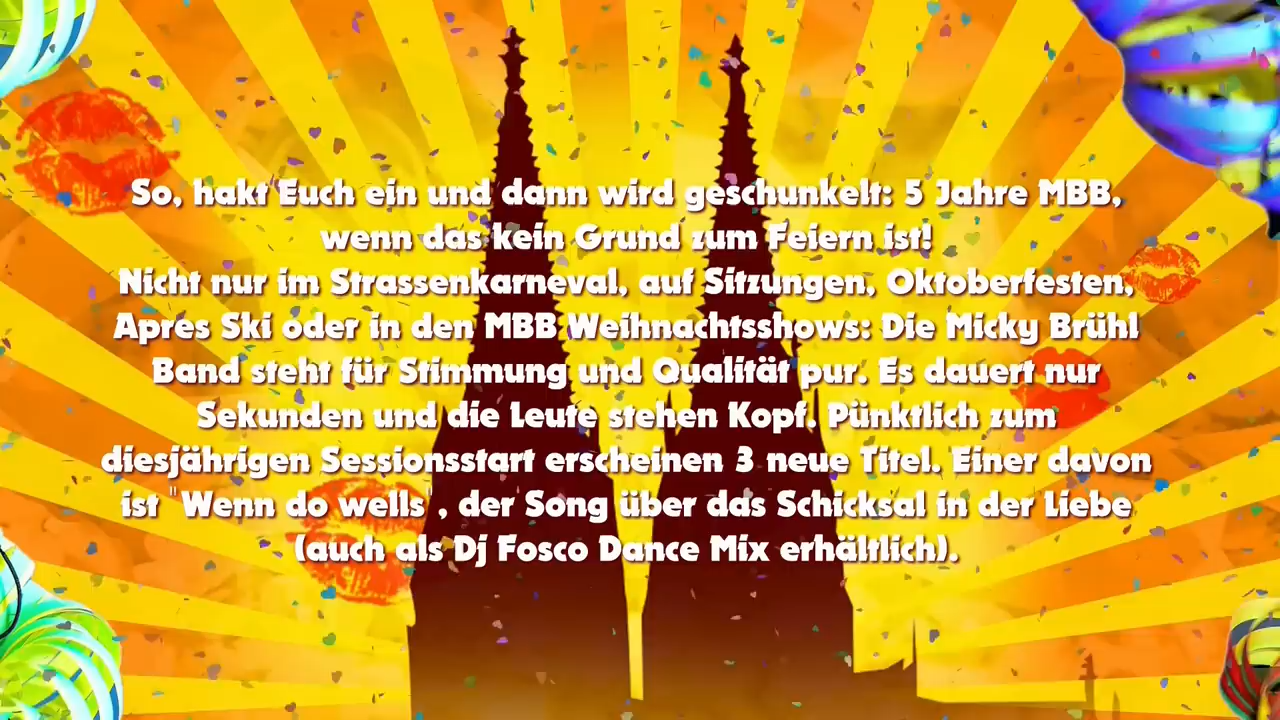 So, hakt Euch ein und dann wird geschunkelt: 5 Jahre MBB,
wenn das kein Grund zum Feiern ist!
Nicht nur im Strassenkarneval, auf Sitzungen, Oktoberfesten,
Apres Ski oder in den MBB Weihnachtsshows: Die Micky Brühl
Band steht für Stimmung und Qualität pur. Es dauert nur
Sekunden und die Leute stehen Kopf. Pünktlich zum
diesjährigen Sessionsstart erscheinen 3 neue Titel. Einer davon
ist "Wenn do wells", der Song über das Schicksal in der Liebe
(auch als Dj Fosco Dance Mix erhältlich).